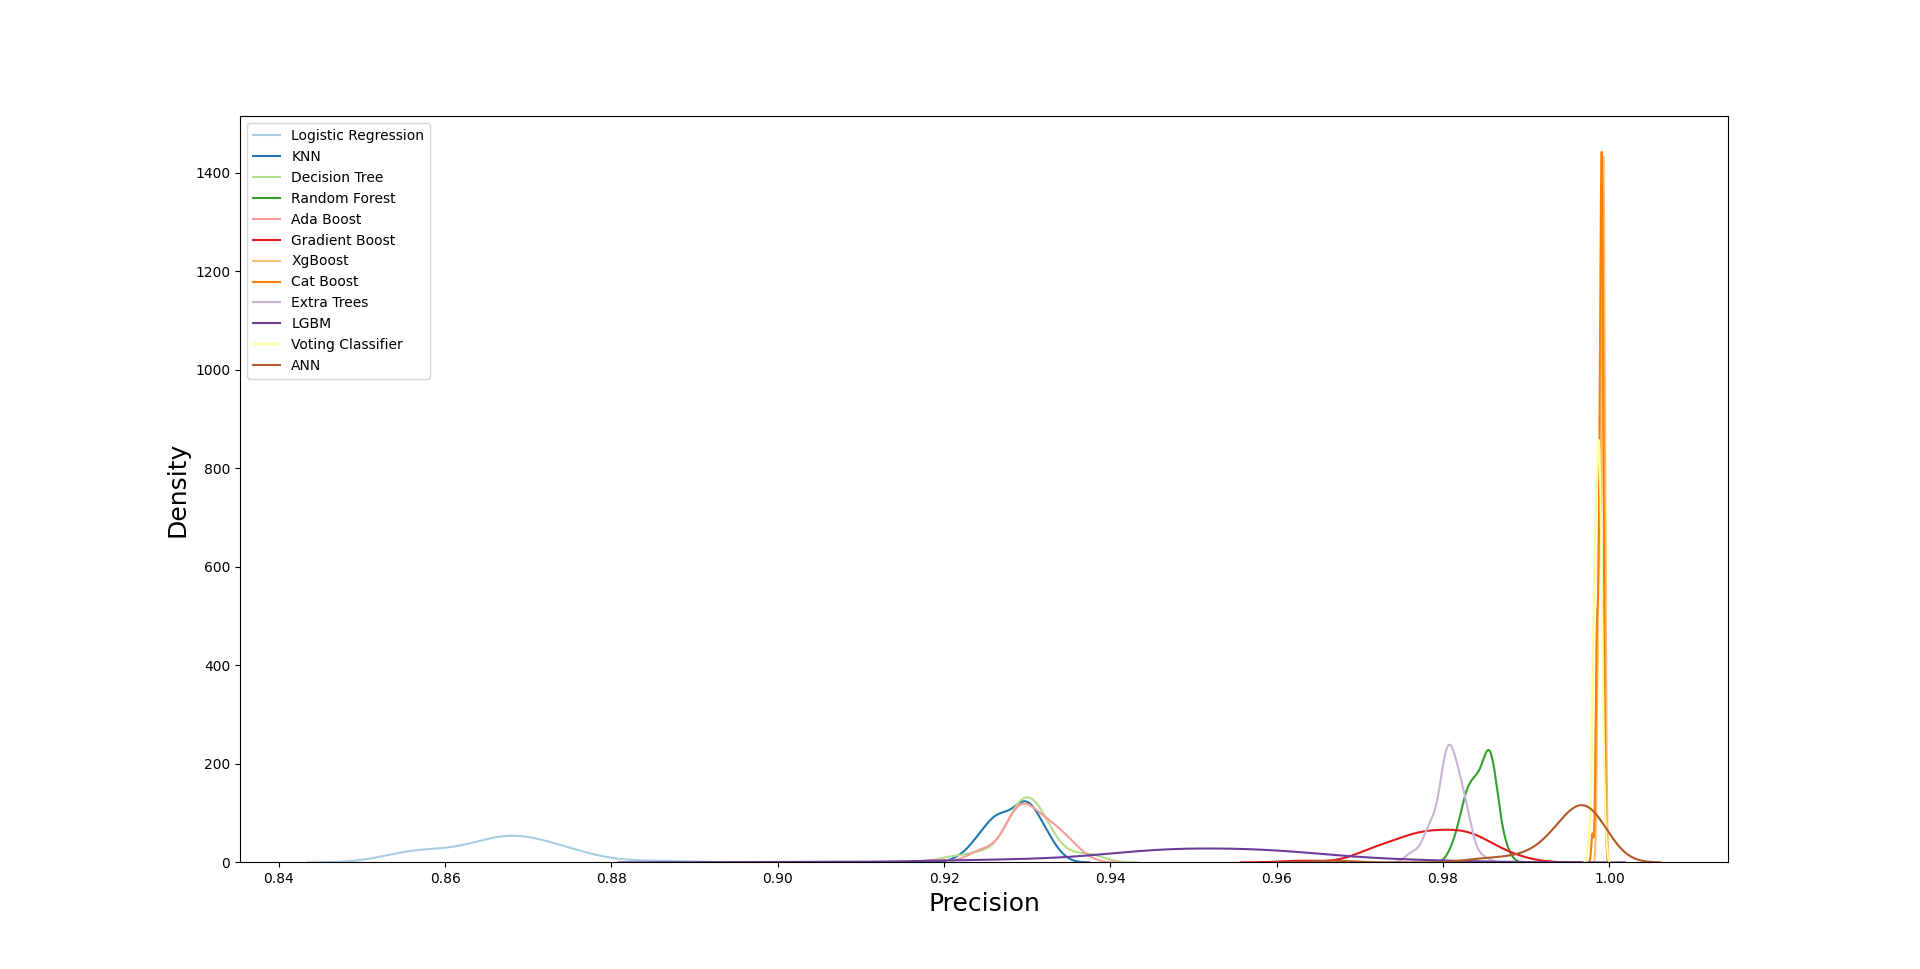 Logistic Regression
KNN
Decision Tree
Random Forest
Ada Boost
Gradient Boost
XgBoost
Cat Boost
Extra Trees
LGBM
Voting Classifier
ANN
1400
1200
1000
800
600
400
200
0
Density
0.84 0.86 0.88 0.90 0.92 0.94 0.96 0.98 1.00
Precision